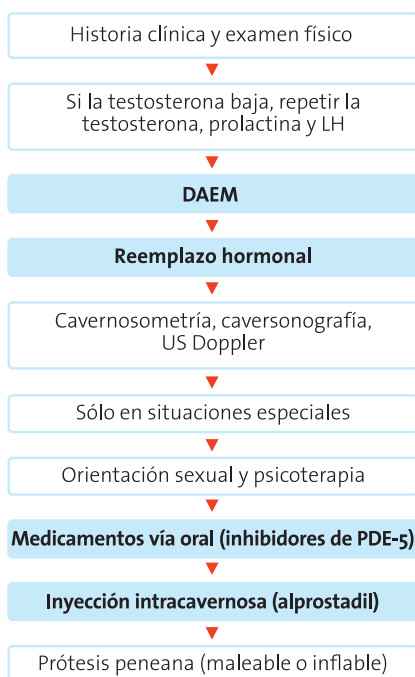 Historia clínica y examen físico
Si la testosterona baja, repetir la
testosterona, prolactina y LH
DAEM
Reemplazo hormonal
Cavernosometría, caversonografía,
US Doppler
Sólo en situaciones especiales
Orientación sexual y psicoterapia
Medicamentos vía oral (inhibidores de PDE-5)
Inyección intracavernosa (alprostadil)
Prótesis peneana (maleable o inflable)